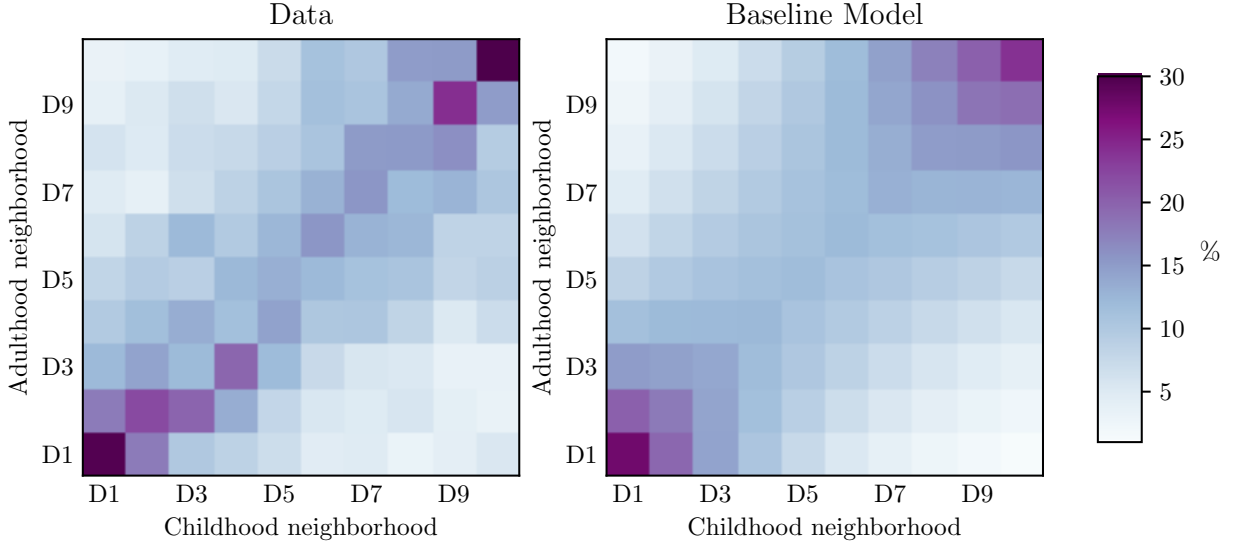 Data
Baseline Model
Adulthood neighborhood
D9
D7
D5
D3
D1
D1 D3 D5 D7 D9
Childhood neighborhood
Adulthood neighborhood
D9
D7
D5
D3
D1
D1 D3 D5 D7 D9
Childhood neighborhood
30
25
20
15
10
5
%